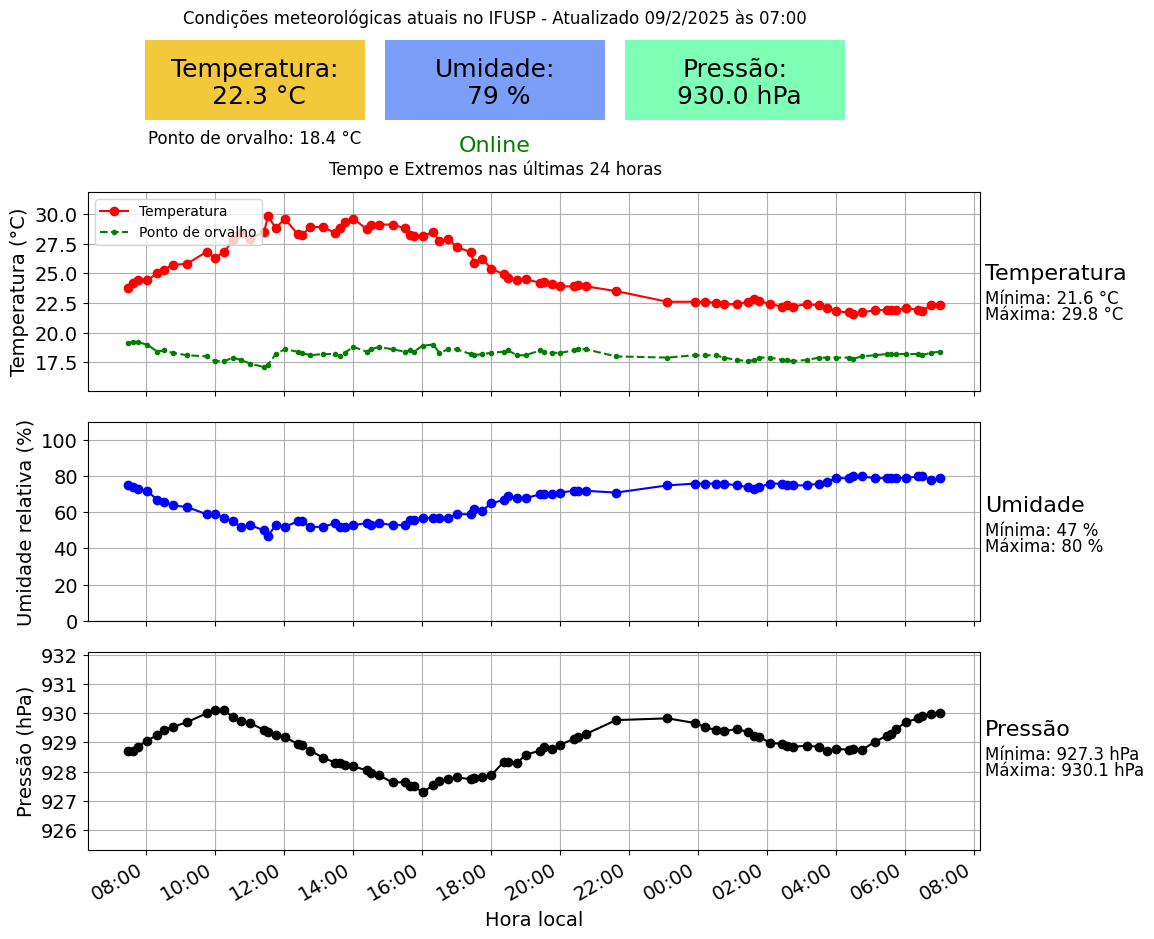 Condições meteorológicas atuais no IFUSP - Atualizado 09/2/2025 às 07:00
Temperatura:
22.3 °C
Umidade:
79 %
Pressão:
930.0 hPa
Ponto de orvalho: 18.4 °C
Online
Tempo e Extremos nas últimas 24 horas
Temperatura (°C)
30.0
27.5
25.0
22.5
20.0
17.5
Temperatura
Ponto de orvalho
Temperatura
Mínima: 21.6 °C
Máxima: 29.8 °C
Umidade relativa (%)
100
80
60
40
20
0
Umidade
Mínima: 47 %
Máxima: 80 %
Pressão (hPa)
932
931
930
929
928
927
926
Pressão
Mínima: 927.3 hPa
Máxima: 930.1 hPa
08:00 10:00 12:00 14:00 16:00 18:00 20:00 22:00 00:00 02:00 04:00 06:00 08:00
Hora local